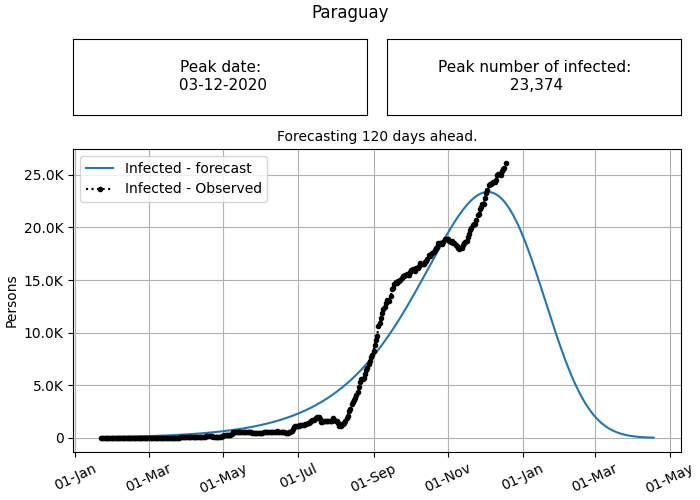 Paraguay
Peak date:
03-12-2020
Peak number of infected:
23,374
Forecasting 120 days ahead.
Infected - forecast
Infected - Observed
25.0K
20.0K
15.0K
10.0K
5.0K
0
Persons
01-Jan
01-Mar
01-May
01-Jul
01-Sep
01-Nov
01-Jan
01-Mar
01-May